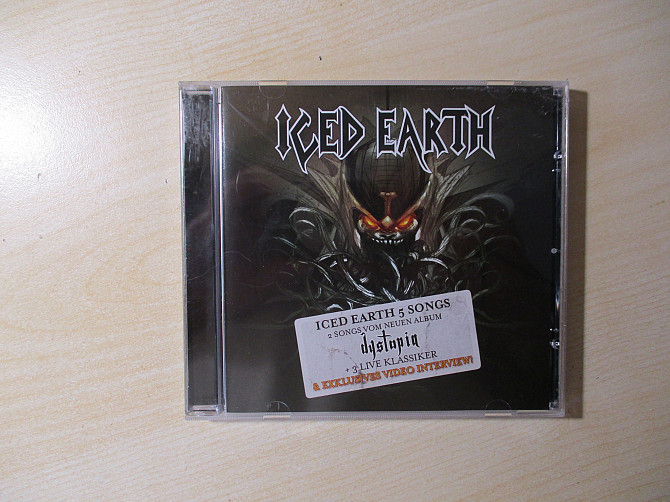 ICED EARTH
ICED EARTH 5 SONGS
2 SONGS VOM NEUEN ALBUM
dystopia
+ 3 LIVE KLASSIKER
& EXKLUSIVES VIDEO INTERVIEW!